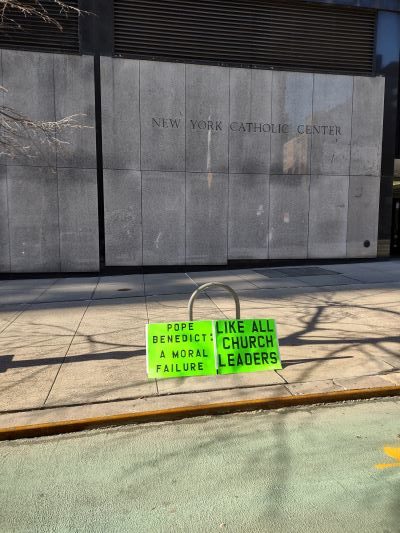 NEW YORK CATHOLIC CENTER
POPE
BENEDICT:
A MORAL
FAILURE
LIKE ALL
CHURCH
LEADERS